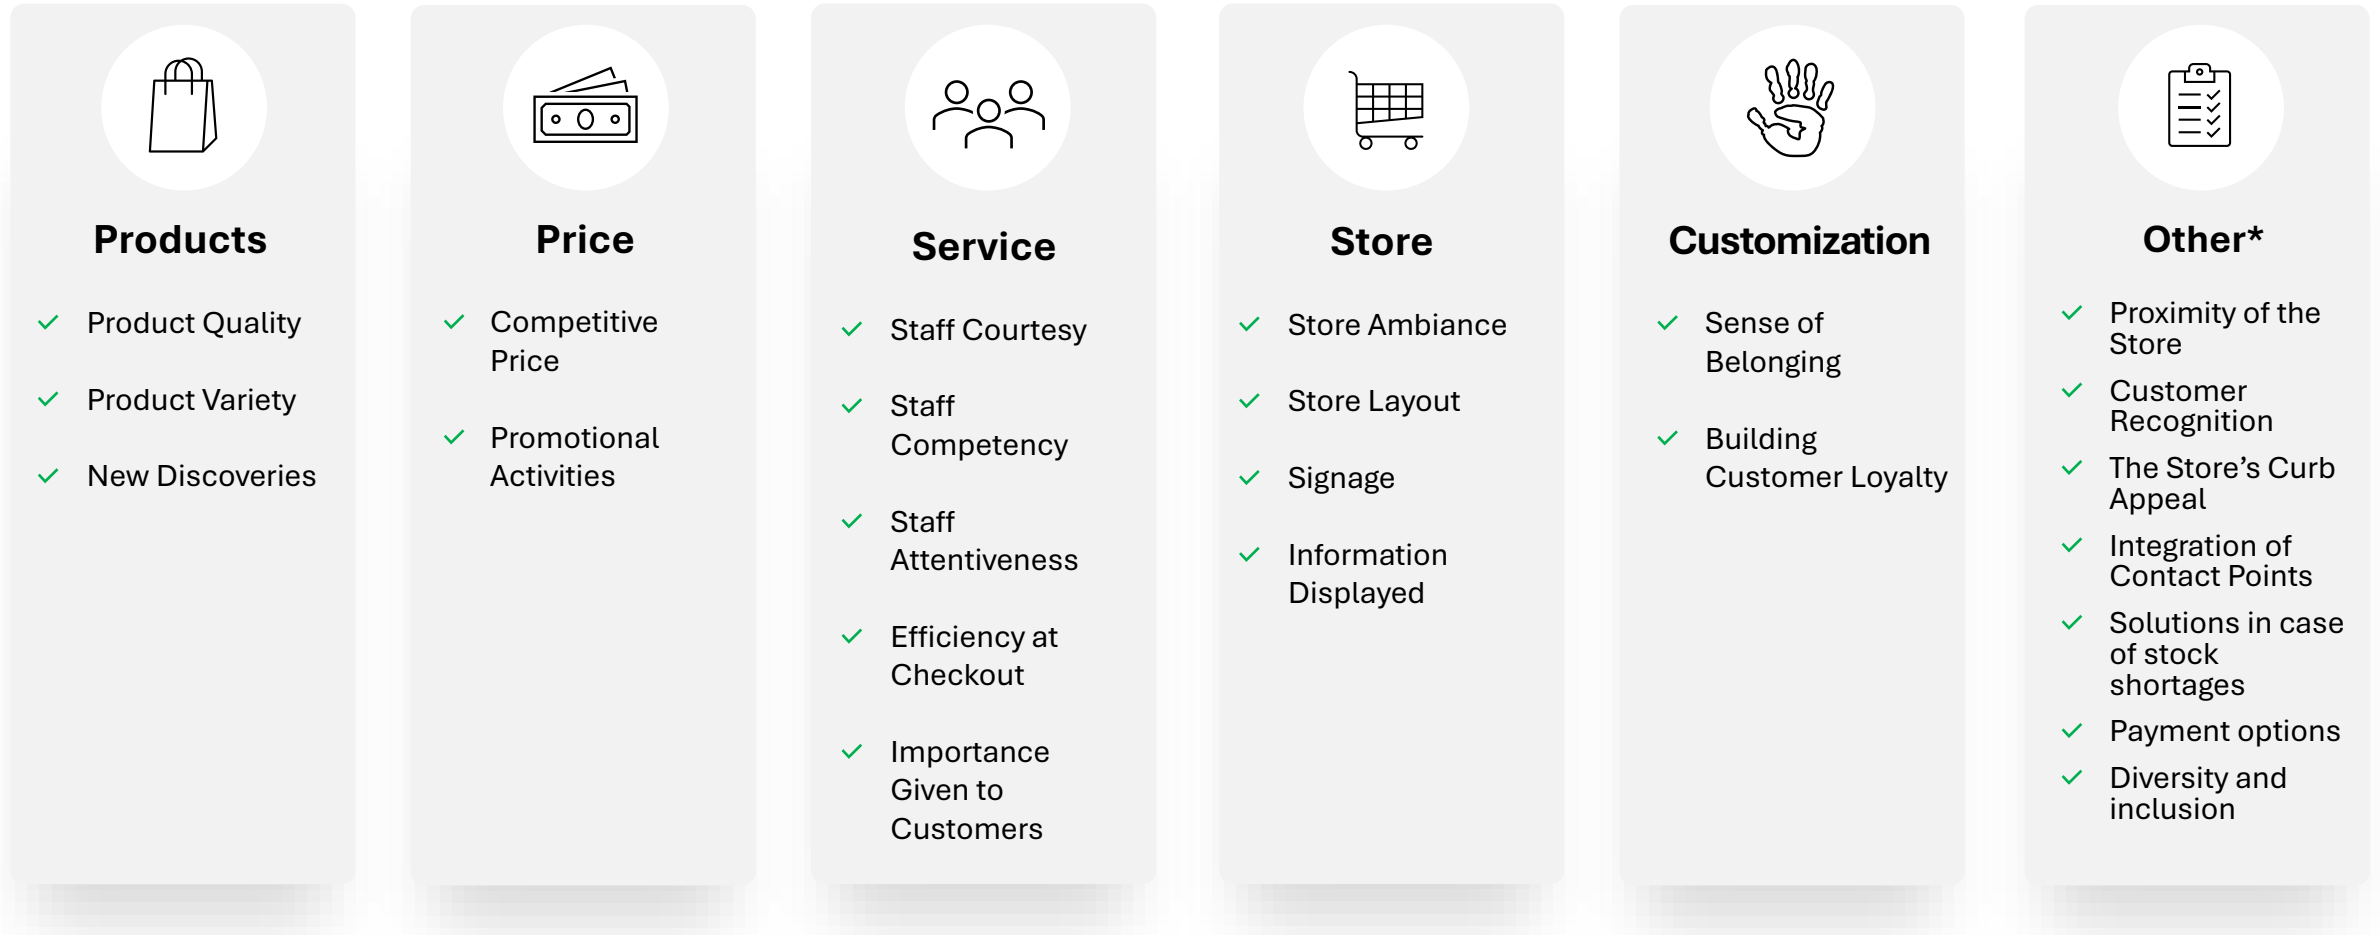 Products
Product Quality
Product Variety
New Discoveries
Price
Competitive
Price
Promotional
Activities
Service
Staff Courtesy
Staff
Competency
Staff
Attentiveness
Efficiency at
Checkout
Importance
Given to
Customers
Store
Store Ambiance
Store Layout
Signage
Information
Displayed
Customization
Sense of
Belonging
Building
Customer Loyalty
Other*
Proximity of the
Store
Customer
Recognition
The Store’s Curb
Appeal
Integration of
Contact Points
Solutions in case
of stock
shortages
Payment options
Diversity and
inclusion